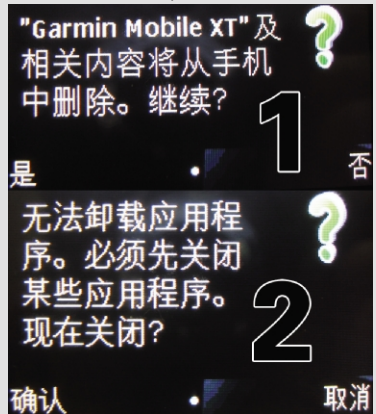 "Garmin Mobile XT"及
相关内容将从手机
中删除。继续?
1
是 否
无法卸载应用程
序。必须先关闭
某些应用程序。
现在关闭?
2
确认 取消